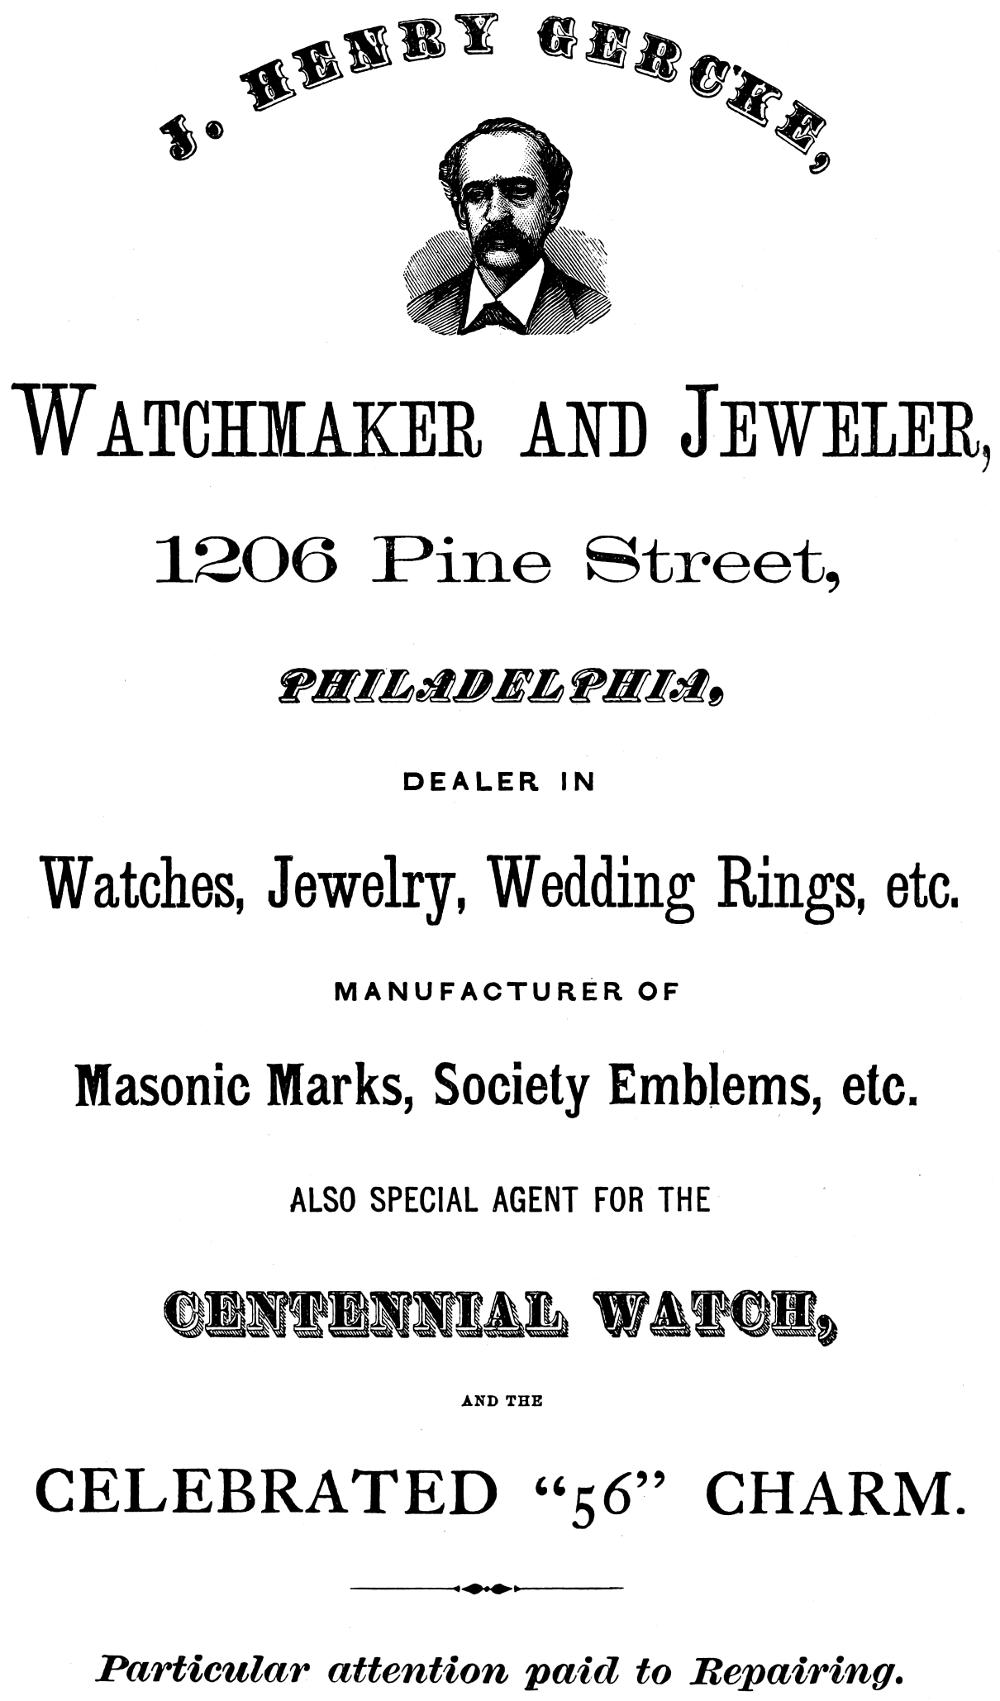 J. HENRY GERCKE,
WATCHMAKER AND JEWELER,
1206 Pine Street,
PHILADELPHIA,
DEALER IN
Watches, Jewelry, Wedding Rings, etc.
MANUFACTURER OF
Masonic Marks, Society Emblems, etc.
ALSO SPECIAL AGENT FOR THE
CENTENNIAL WATCH,
AND THE
CELEBRATED “56” CHARM.
Particular attention paid to Repairing.